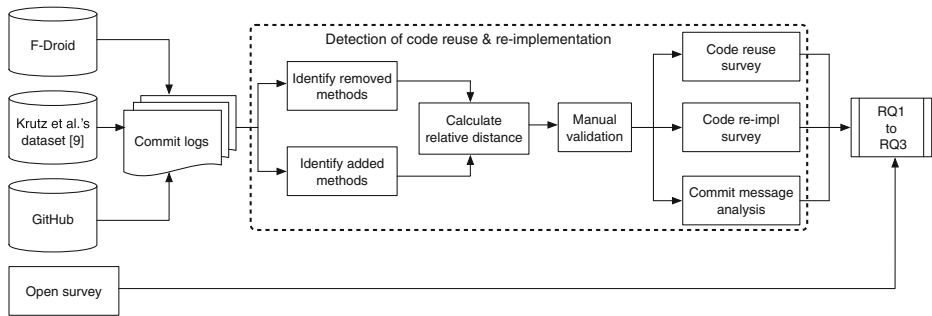 F-Droid
Krutz et al.'s
dataset [9]
GitHub
Open survey
Commit logs
Detection of code reuse & re-implementation
Identify removed
methods
Identify added
methods
Calculate
relative distance
Manual
validation
Code reuse
survey
Code re-impl
survey
Commit message
analysis
RQ1
to
RQ3